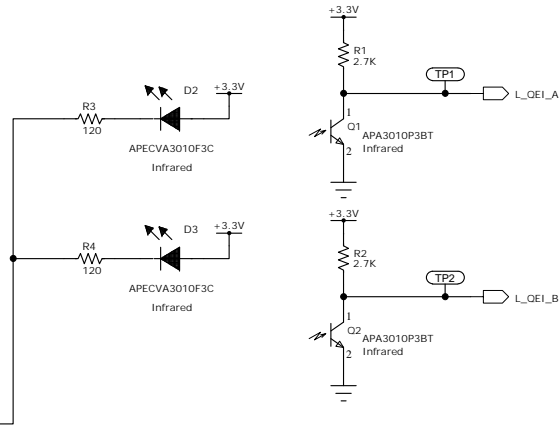 R3
120
D2
+3.3V
APECVA3010F3C
Infrared
R4
120
D3
+3.3V
APECVA3010F3C
Infrared
+3.3V
R1
2.7K
TP1
L_QEI_A
1
Q1
APA3010P3BT
2
Infrared
+3.3V
R2
2.7K
TP2
L_QEI_B
1
Q2
APA3010P3BT
2
Infrared